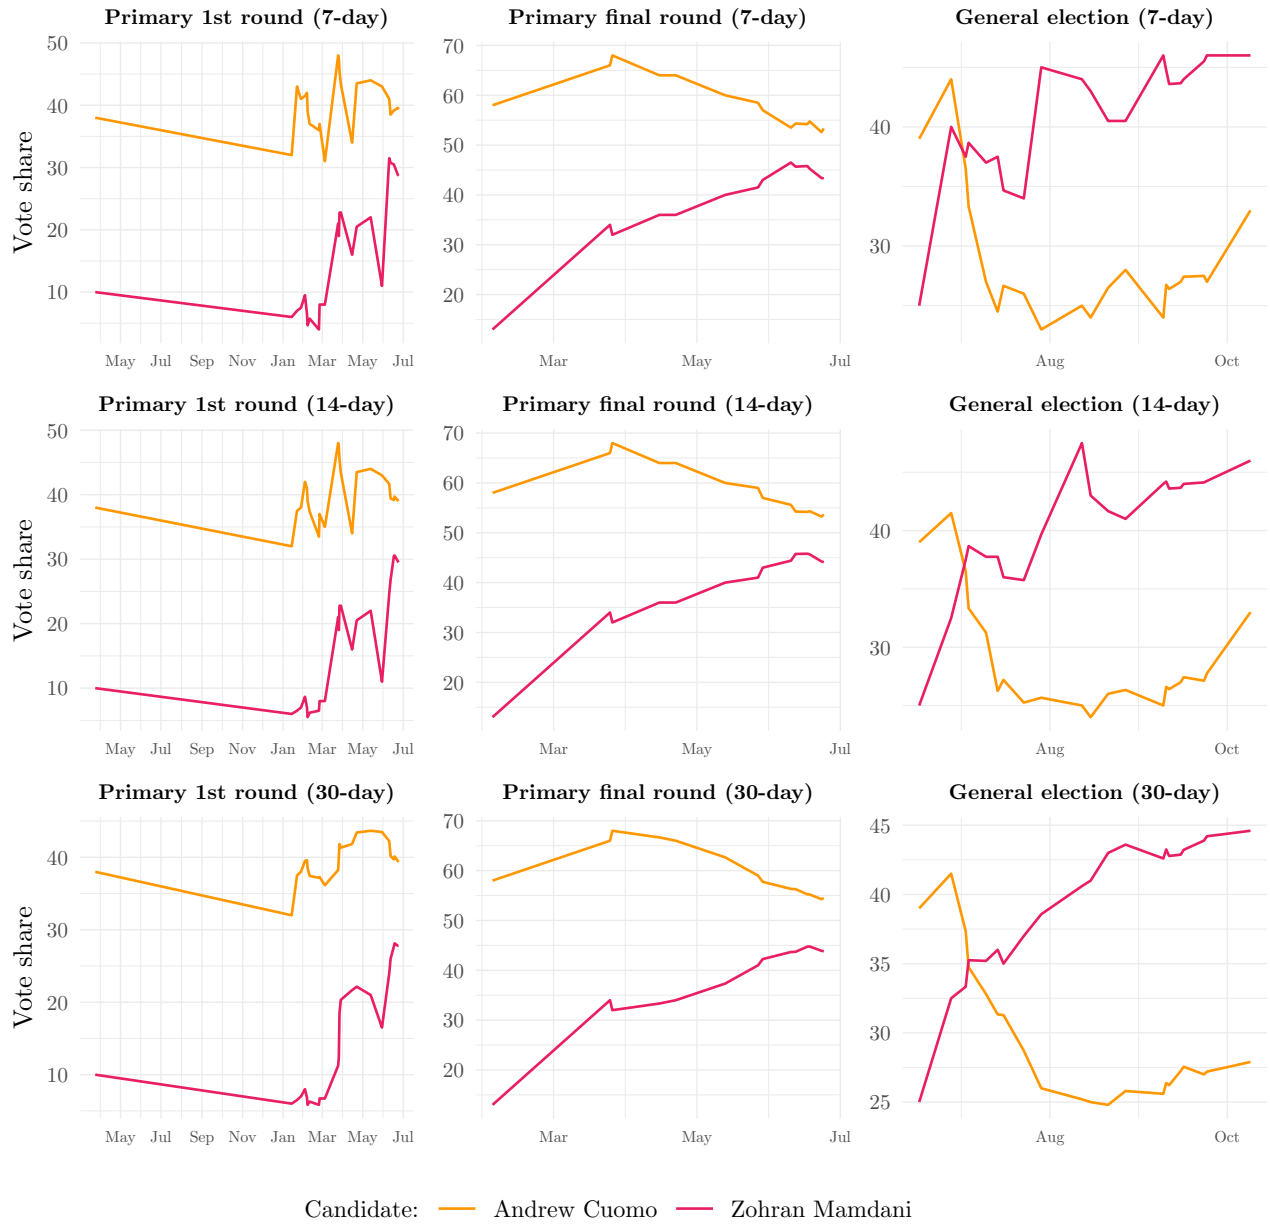 Primary 1st round (7-day) Primary final round (7-day) General election (7-day)
Vote share
50
40
30
20
10
70
60
50
40
30
20
40
30
May Jul Sep Nov Jan Mar May Jul
Mar May Jul
Aug Oct
Primary 1st round (14-day) Primary final round (14-day) General election (14-day)
Vote share
50
40
30
20
10
70
60
50
40
30
20
40
30
May Jul Sep Nov Jan Mar May Jul
Mar May Jul
Aug Oct
Primary 1st round (30-day) Primary final round (30-day) General election (30-day)
Vote share
40
30
20
10
70
60
50
40
30
20
45
40
35
30
25
May Jul Sep Nov Jan Mar May Jul
Mar May Jul
Aug Oct
Candidate: Andrew Cuomo Zohran Mamdani